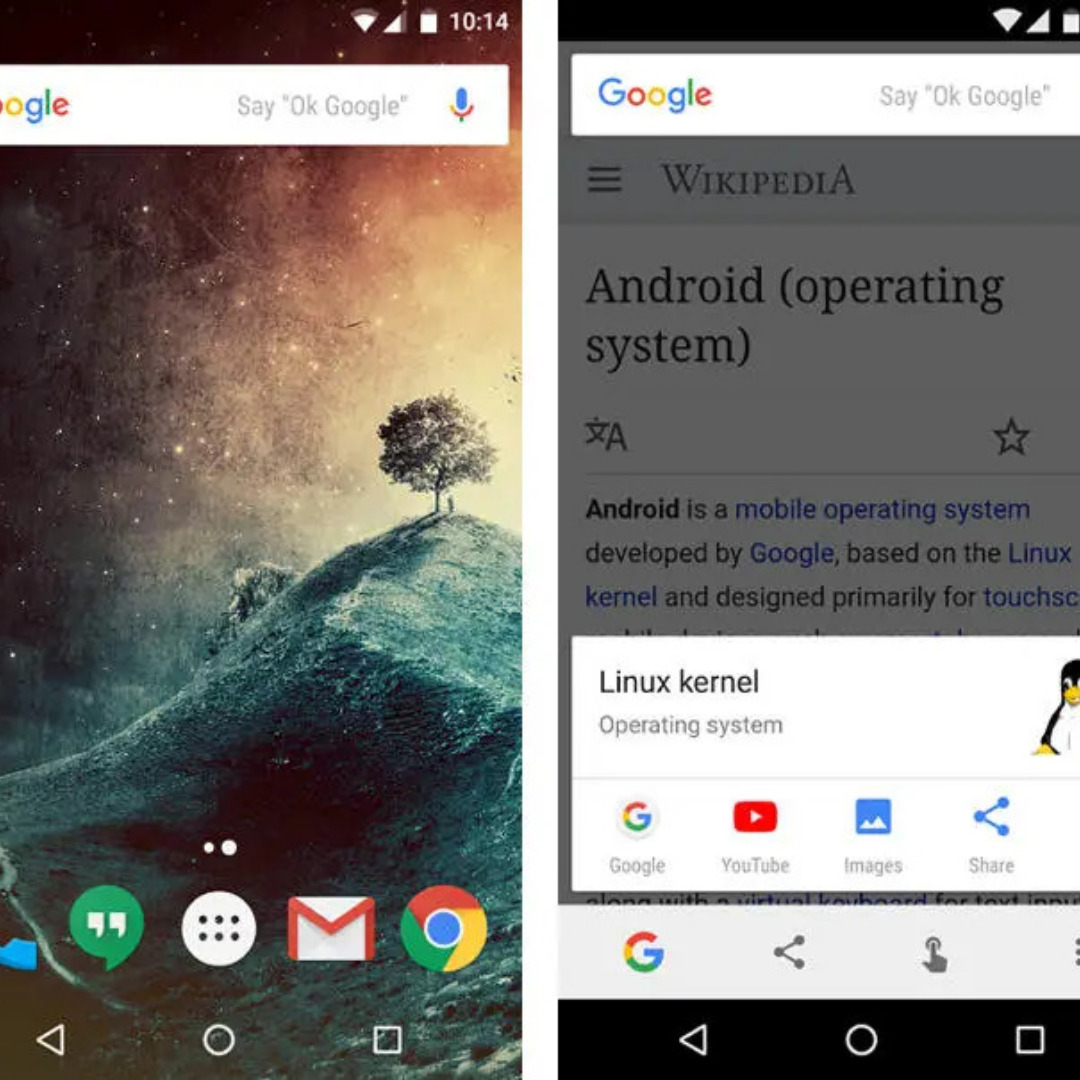 10:14
ogle Say "Ok Google"
Google Say "Ok Google"
WIKIPEDIA
Android (operating
system)
Android is a mobile operating system
developed by Google, based on the Linux
kernel and designed primarily for touchsc
Linux kernel
Operating system
Google YouTube Images Share
along with a virtual keyboard for text input